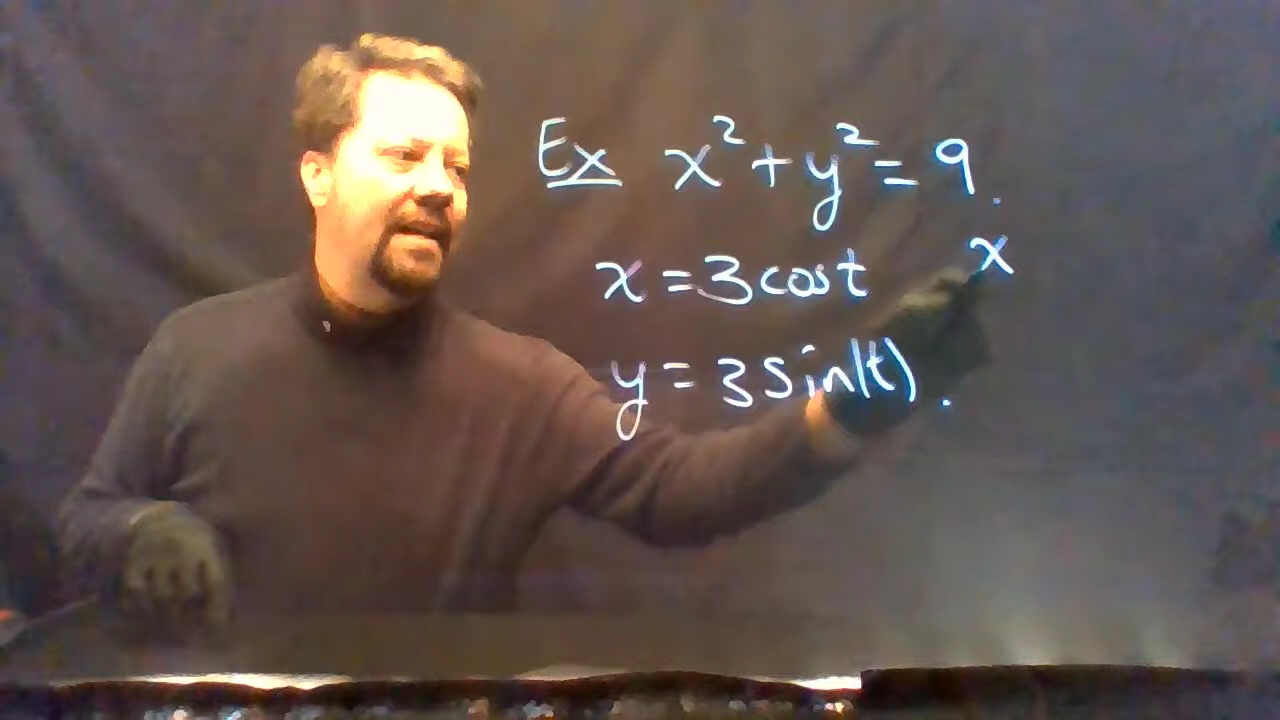 Ex x²+y²=9.
x=3cost x
y=3sin(t).